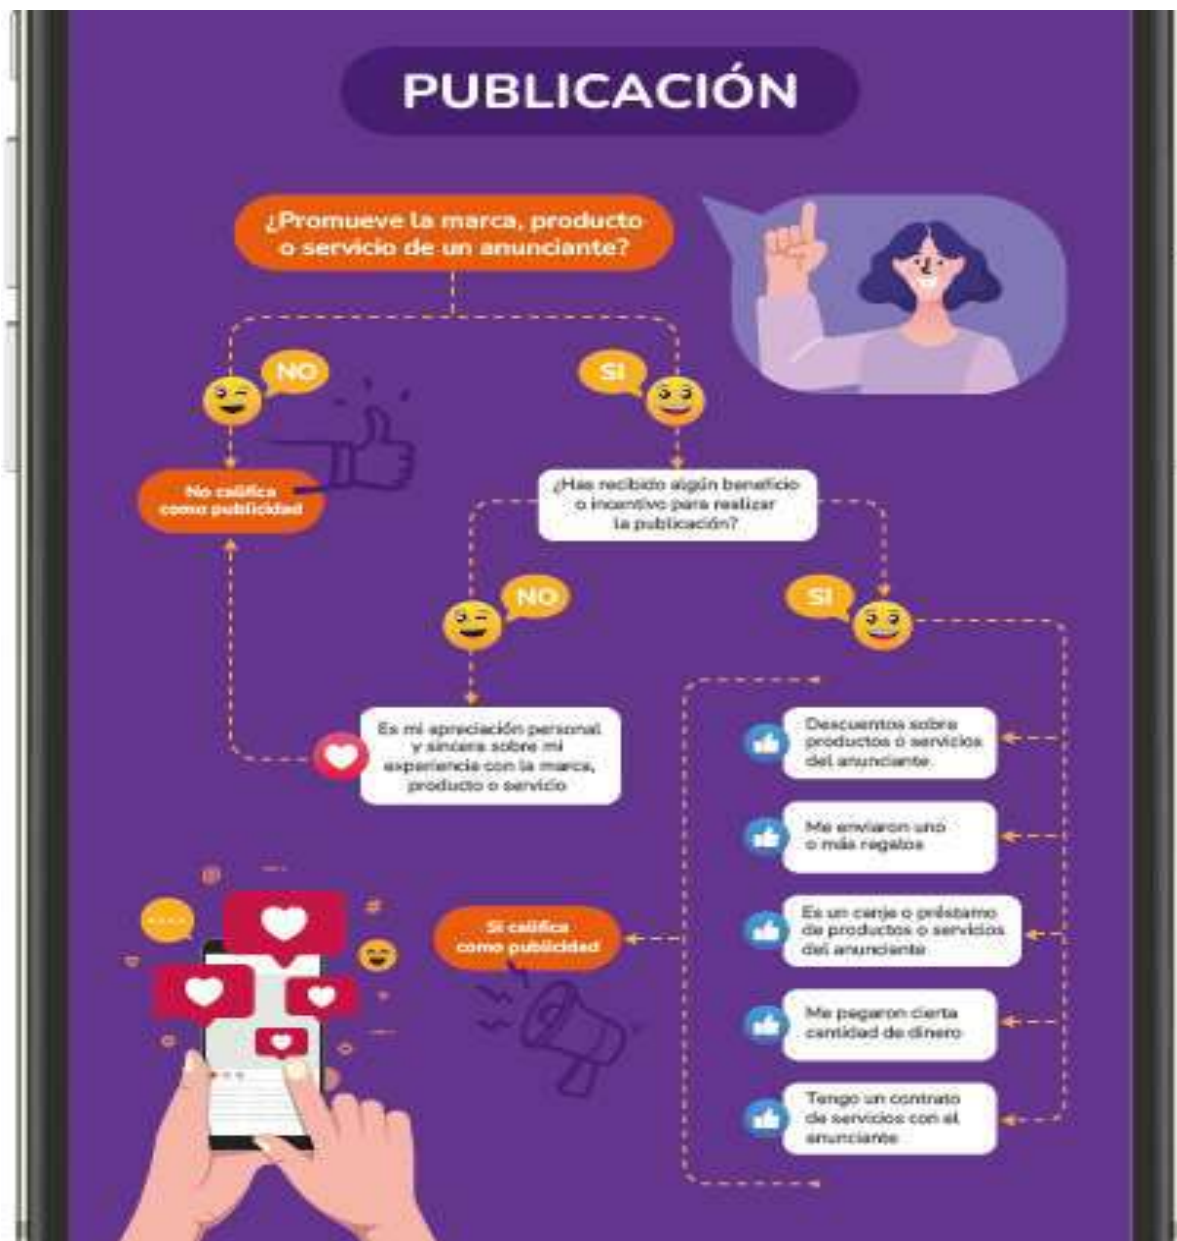 PUBLICACIÓN
¿Promueve la marca, producto
o servicio de un anunciante?
NO
SI
No califica
como publicidad
¿Has recibido algún beneficio
o incentivo para realizar
la publicación?
NO
SI
Es mi apreciación personal
y sincera sobre mi
experiencia con la marca,
producto o servicio
Descuentos sobre
productos o servicios
del anunciante
Me enviaron uno
o más regalos
Es un canje o préstamo
de productos o servicios
del anunciante
Si califica
como publicidad
Me pagaron cierta
cantidad de dinero
Tengo un contrato
de servicios con el
anunciante